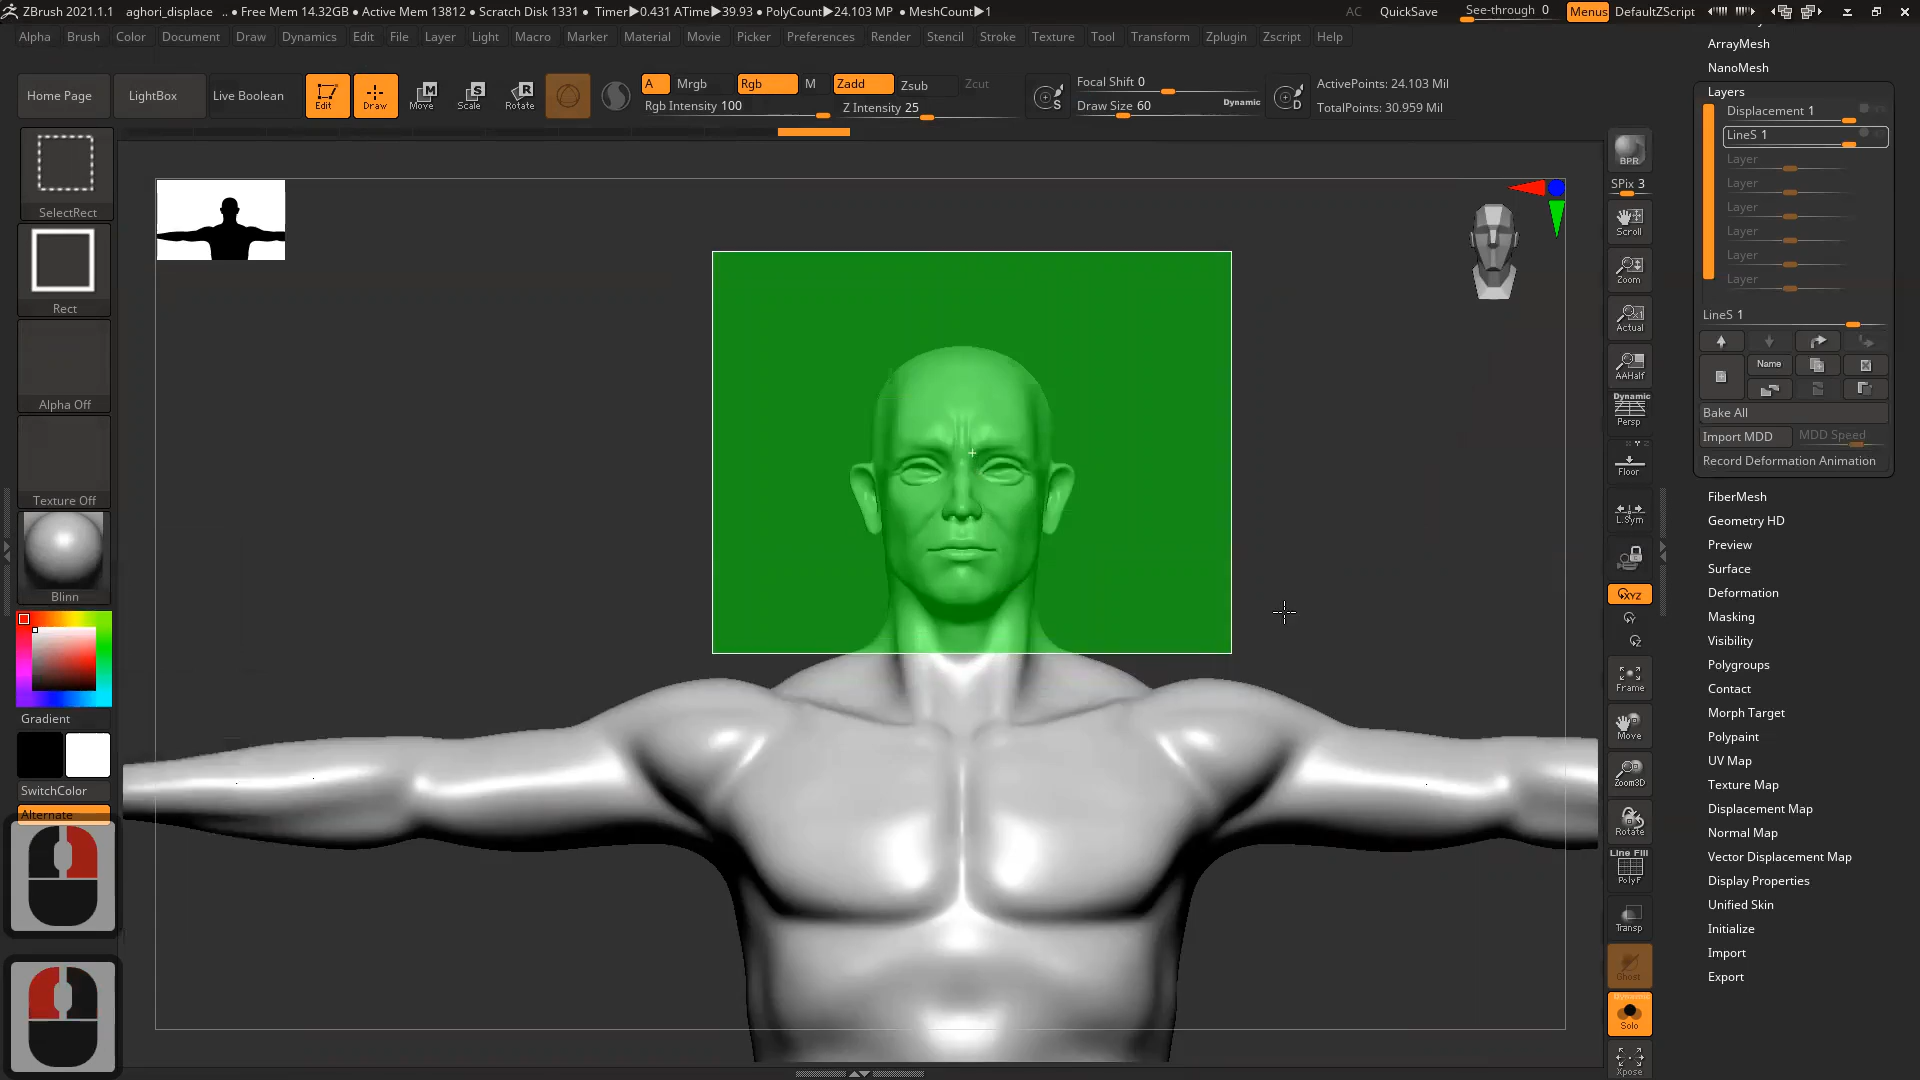 ZBrush 2021.1.1 aghori_displace .. ● Free Mem 14.32GB ● Active Mem 13812 ● Scratch Disk 1331 ● Timer▶0.431 ATime▶39.93 ● PolyCount▶24.103 MP ● MeshCount▶1
AC QuickSave See-through 0 Menus DefaultZScript
Alpha Brush Color Document Draw Dynamics Edit File Layer Light Macro Marker Material Movie Picker Preferences Render Stencil Stroke Texture Tool Transform Zplugin Zscript Help
Home Page LightBox Live Boolean Edit Draw Move Scale Rotate
A Mrgb Rgb M Zadd Zsub Zcut
Rgb Intensity 100 Z Intensity 25
Focal Shift 0
Draw Size 60 Dynamic
ActivePoints: 24.103 Mil
TotalPoints: 30.959 Mil
SelectRect
Rect
Alpha Off
Texture Off
Blinn
Gradient
SwitchColor
Alternate
BPR
SPix 3
Scroll
Zoom
Actual
AAHalf
Dynamic
Persp
Floor
L.Sym
XYZ
Frame
Move
Zoom3D
Rotate
Line Fill
PolyF
Transp
Ghost
Dynamic
Solo
Xpose
ArrayMesh
NanoMesh
Layers
Displacement 1
LineS 1
Layer
Layer
Layer
Layer
Layer
Layer
LineS 1
Name
Bake All
Import MDD MDD Speed
Record Deformation Animation
FiberMesh
Geometry HD
Preview
Surface
Deformation
Masking
Visibility
Polygroups
Contact
Morph Target
Polypaint
UV Map
Texture Map
Displacement Map
Normal Map
Vector Displacement Map
Display Properties
Unified Skin
Initialize
Import
Export